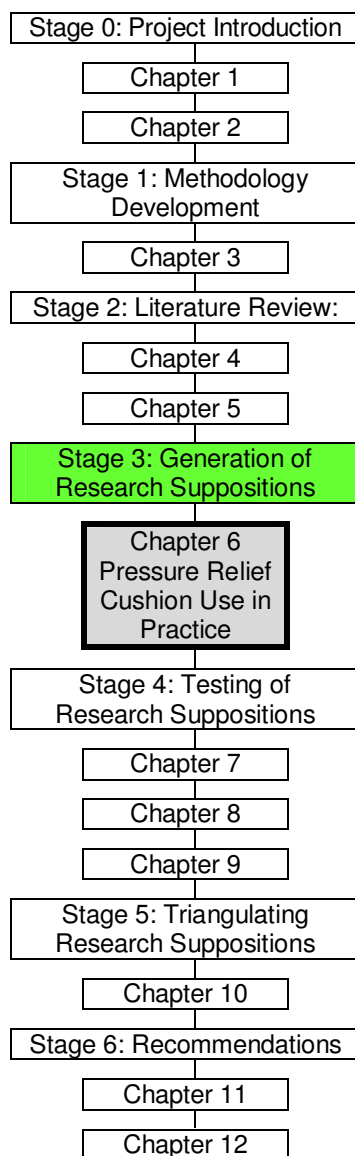 Stage 0: Project Introduction
Chapter 1
Chapter 2
Stage 1: Methodology
Development
Chapter 3
Stage 2: Literature Review:
Chapter 4
Chapter 5
Stage 3: Generation of
Research Suppositions
Chapter 6
Pressure Relief
Cushion Use in
Practice
Stage 4: Testing of
Research Suppositions
Chapter 7
Chapter 8
Chapter 9
Stage 5: Triangulating
Research Suppositions
Chapter 10
Stage 6: Recommendations
Chapter 11
Chapter 12